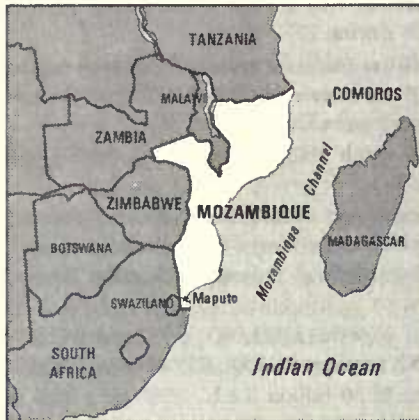 TANZANIA
COMOROS
MALAWI
ZAMBIA
Mozambique Channel
ZIMBABWE
MOZAMBIQUE
MADAGASCAR
BOTSWANA
SWAZILAND
Maputo
SOUTH
AFRICA
Indian Ocean